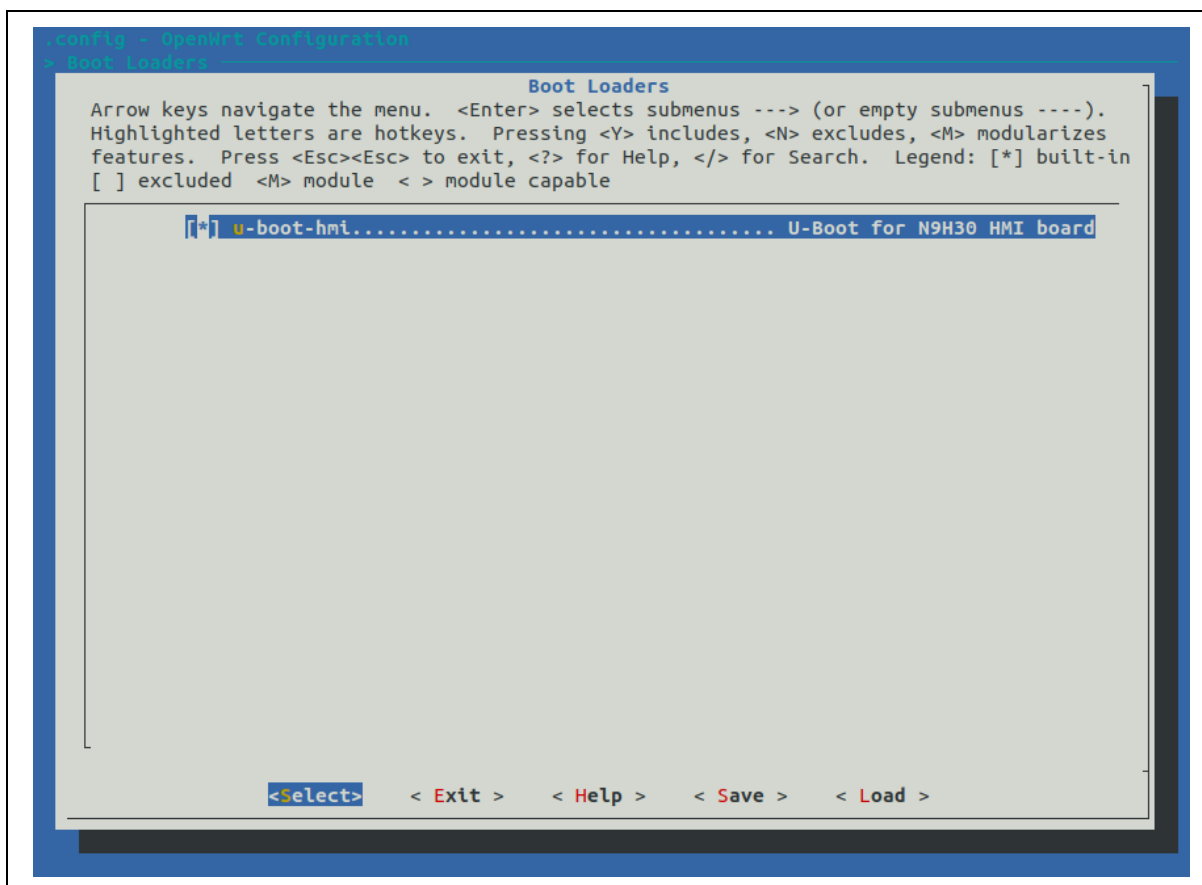 .config - OpenWrt Configuration
> Boot Loaders
Boot Loaders
Arrow keys navigate the menu.  <Enter> selects submenus ---> (or empty submenus ----).
Highlighted letters are hotkeys.  Pressing <Y> includes, <N> excludes, <M> modularizes
features.  Press <Esc><Esc> to exit, <?> for Help, </> for Search.  Legend: [*] built-in
[ ] excluded  <M> module  < > module capable
[*] u-boot-hmi.................................... U-Boot for N9H30 HMI board
<Select>    < Exit >    < Help >    < Save >    < Load >